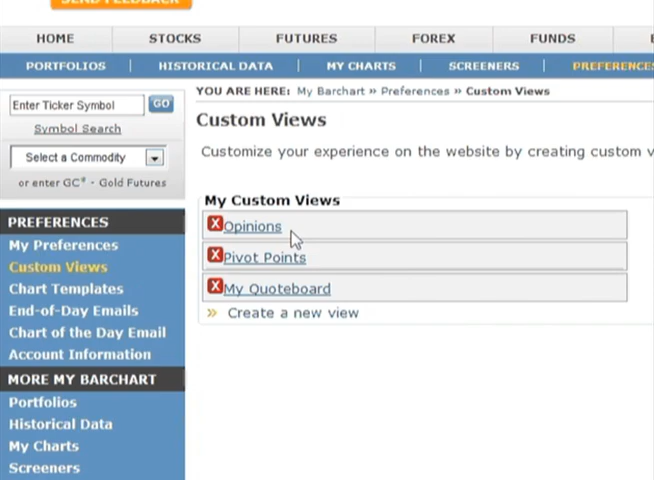 SEND FEEDBACK
HOME STOCKS FUTURES FOREX FUNDS
PORTFOLIOS | HISTORICAL DATA | MY CHARTS | SCREENERS | PREFERENCES
Enter Ticker Symbol GO
Symbol Search
Select a Commodity
or enter GC* - Gold Futures
YOU ARE HERE: My Barchart » Preferences » Custom Views
Custom Views
Customize your experience on the website by creating custom v
My Custom Views
X Opinions
X Pivot Points
X My Quoteboard
» Create a new view
PREFERENCES
My Preferences
Custom Views
Chart Templates
End-of-Day Emails
Chart of the Day Email
Account Information
MORE MY BARCHART
Portfolios
Historical Data
My Charts
Screeners